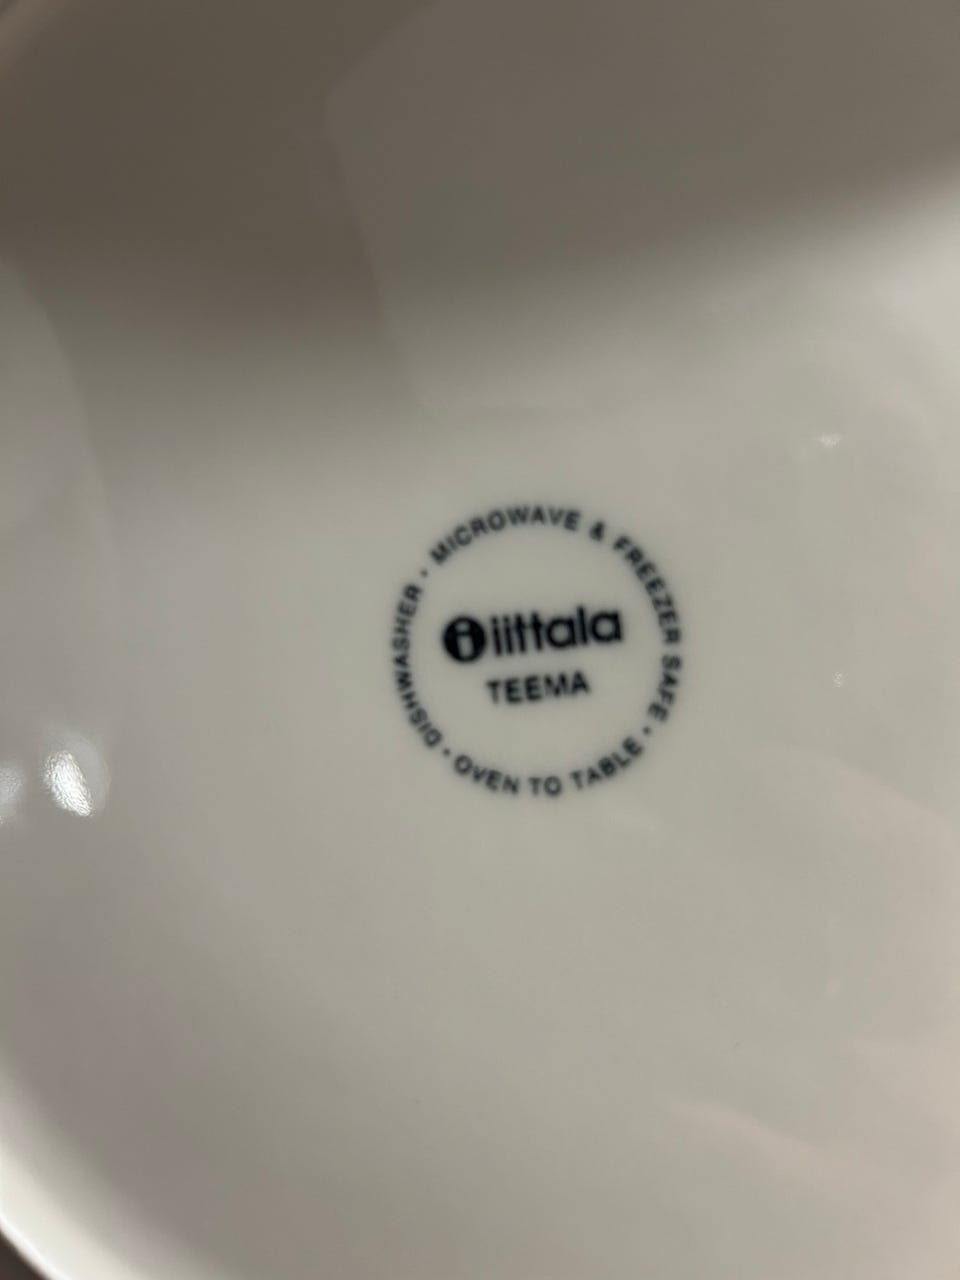 MICROWAVE & FREEZER SAFE · OVEN TO TABLE · DISHWASHER ·
iittala
TEEMA